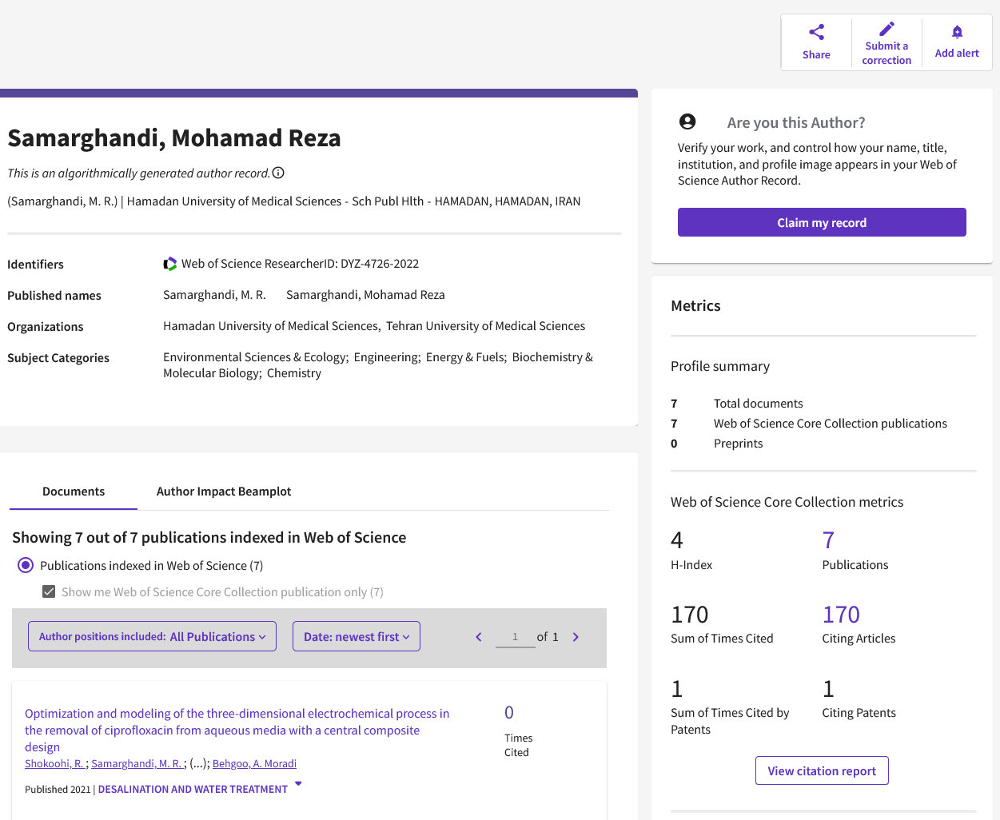 Share
Submit a
correction
Add alert
Samarghandi, Mohamad Reza
This is an algorithmically generated author record.
(Samarghandi, M. R.) | Hamadan University of Medical Sciences - Sch Publ Hlth - HAMADAN, HAMADAN, IRAN
Identifiers
Web of Science ResearcherID: DYZ-4726-2022
Published names
Samarghandi, M. R. Samarghandi, Mohamad Reza
Organizations
Hamadan University of Medical Sciences, Tehran University of Medical Sciences
Subject Categories
Environmental Sciences & Ecology; Engineering; Energy & Fuels; Biochemistry &
Molecular Biology; Chemistry
Documents
Author Impact Beamplot
Showing 7 out of 7 publications indexed in Web of Science
Publications indexed in Web of Science (7)
Show me Web of Science Core Collection publication only (7)
Author positions included: All Publications
Date: newest first
1 of 1
Optimization and modeling of the three-dimensional electrochemical process in
the removal of ciprofloxacin from aqueous media with a central composite
design
Shokoohi, R. ; Samarghandi, M. R. ; (...); Behgoo, A. Moradi
Published 2021 | DESALINATION AND WATER TREATMENT
0
Times
Cited
Are you this Author?
Verify your work, and control how your name, title,
institution, and profile image appears in your Web of
Science Author Record.
Claim my record
Metrics
Profile summary
7 Total documents
7 Web of Science Core Collection publications
0 Preprints
Web of Science Core Collection metrics
4
H-Index
7
Publications
170
Sum of Times Cited
170
Citing Articles
1
Sum of Times Cited by
Patents
1
Citing Patents
View citation report